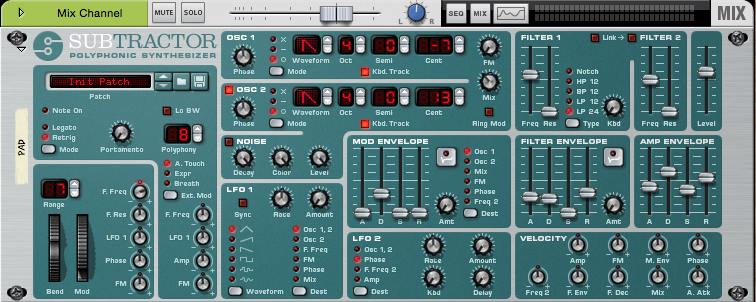 Mix Channel
MUTE
SOLO
L
R
SEQ
MIX
MIX
SUBTRACTOR
POLYPHONIC SYNTHESIZER
Init Patch
Patch
Note On
Legato
Retrig
Mode
Portamento
Lo BW
8
Polyphony
A. Touch
Expr
Breath
Ext. Mod
PAD
7
Range
Bend
Mod
F. Freq
F. Res
LFO 1
Phase
FM
F. Freq
LFO 1
Amp
FM
OSC 1
Phase
Mode
Waveform
4
Oct
0
Semi
-7
Cent
Kbd. Track
FM
OSC 2
Phase
Mode
Waveform
4
Oct
0
Semi
13
Cent
Kbd. Track
Mix
Ring Mod
NOISE
Decay
Color
Level
LFO 1
Sync
Rate
Amount
Waveform
Osc 1, 2
Osc 2
F. Freq
FM
Phase
Mix
Dest
MOD ENVELOPE
A
D
S
R
Amt
Osc 1
Osc 2
Mix
FM
Phase
Freq 2
Dest
LFO 2
Osc 1, 2
Phase
F. Freq 2
Amp
Dest
Rate
Amount
Kbd
Delay
FILTER 1
Link
Freq
Res
Notch
HP 12
BP 12
LP 12
LP 24
Type
Kbd
FILTER 2
Freq
Res
Level
FILTER ENVELOPE
A
D
S
R
Amt
AMP ENVELOPE
A
D
S
R
VELOCITY
Amp
FM
M. Env
Phase
Freq 2
F. Env
F. Dec
Mix
A. Atk